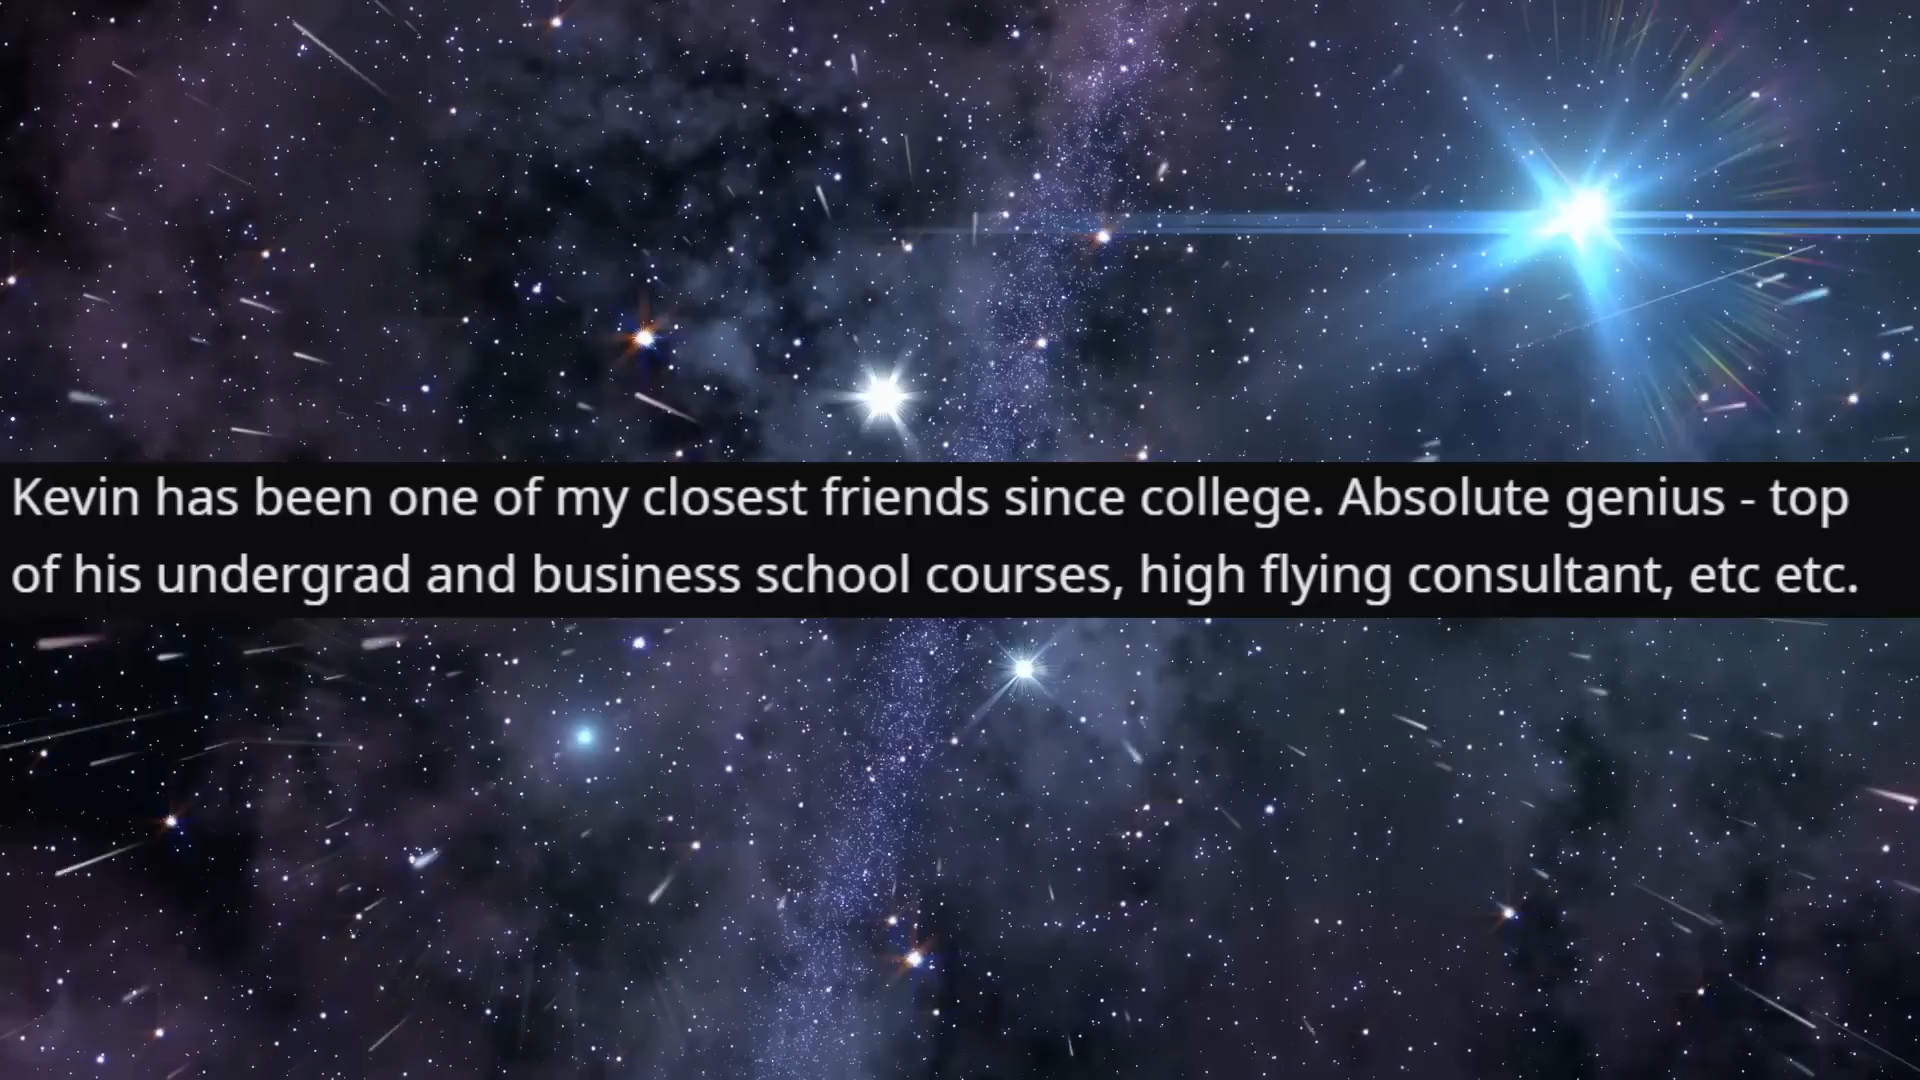 Kevin has been one of my closest friends since college. Absolute genius - top
of his undergrad and business school courses, high flying consultant, etc etc.